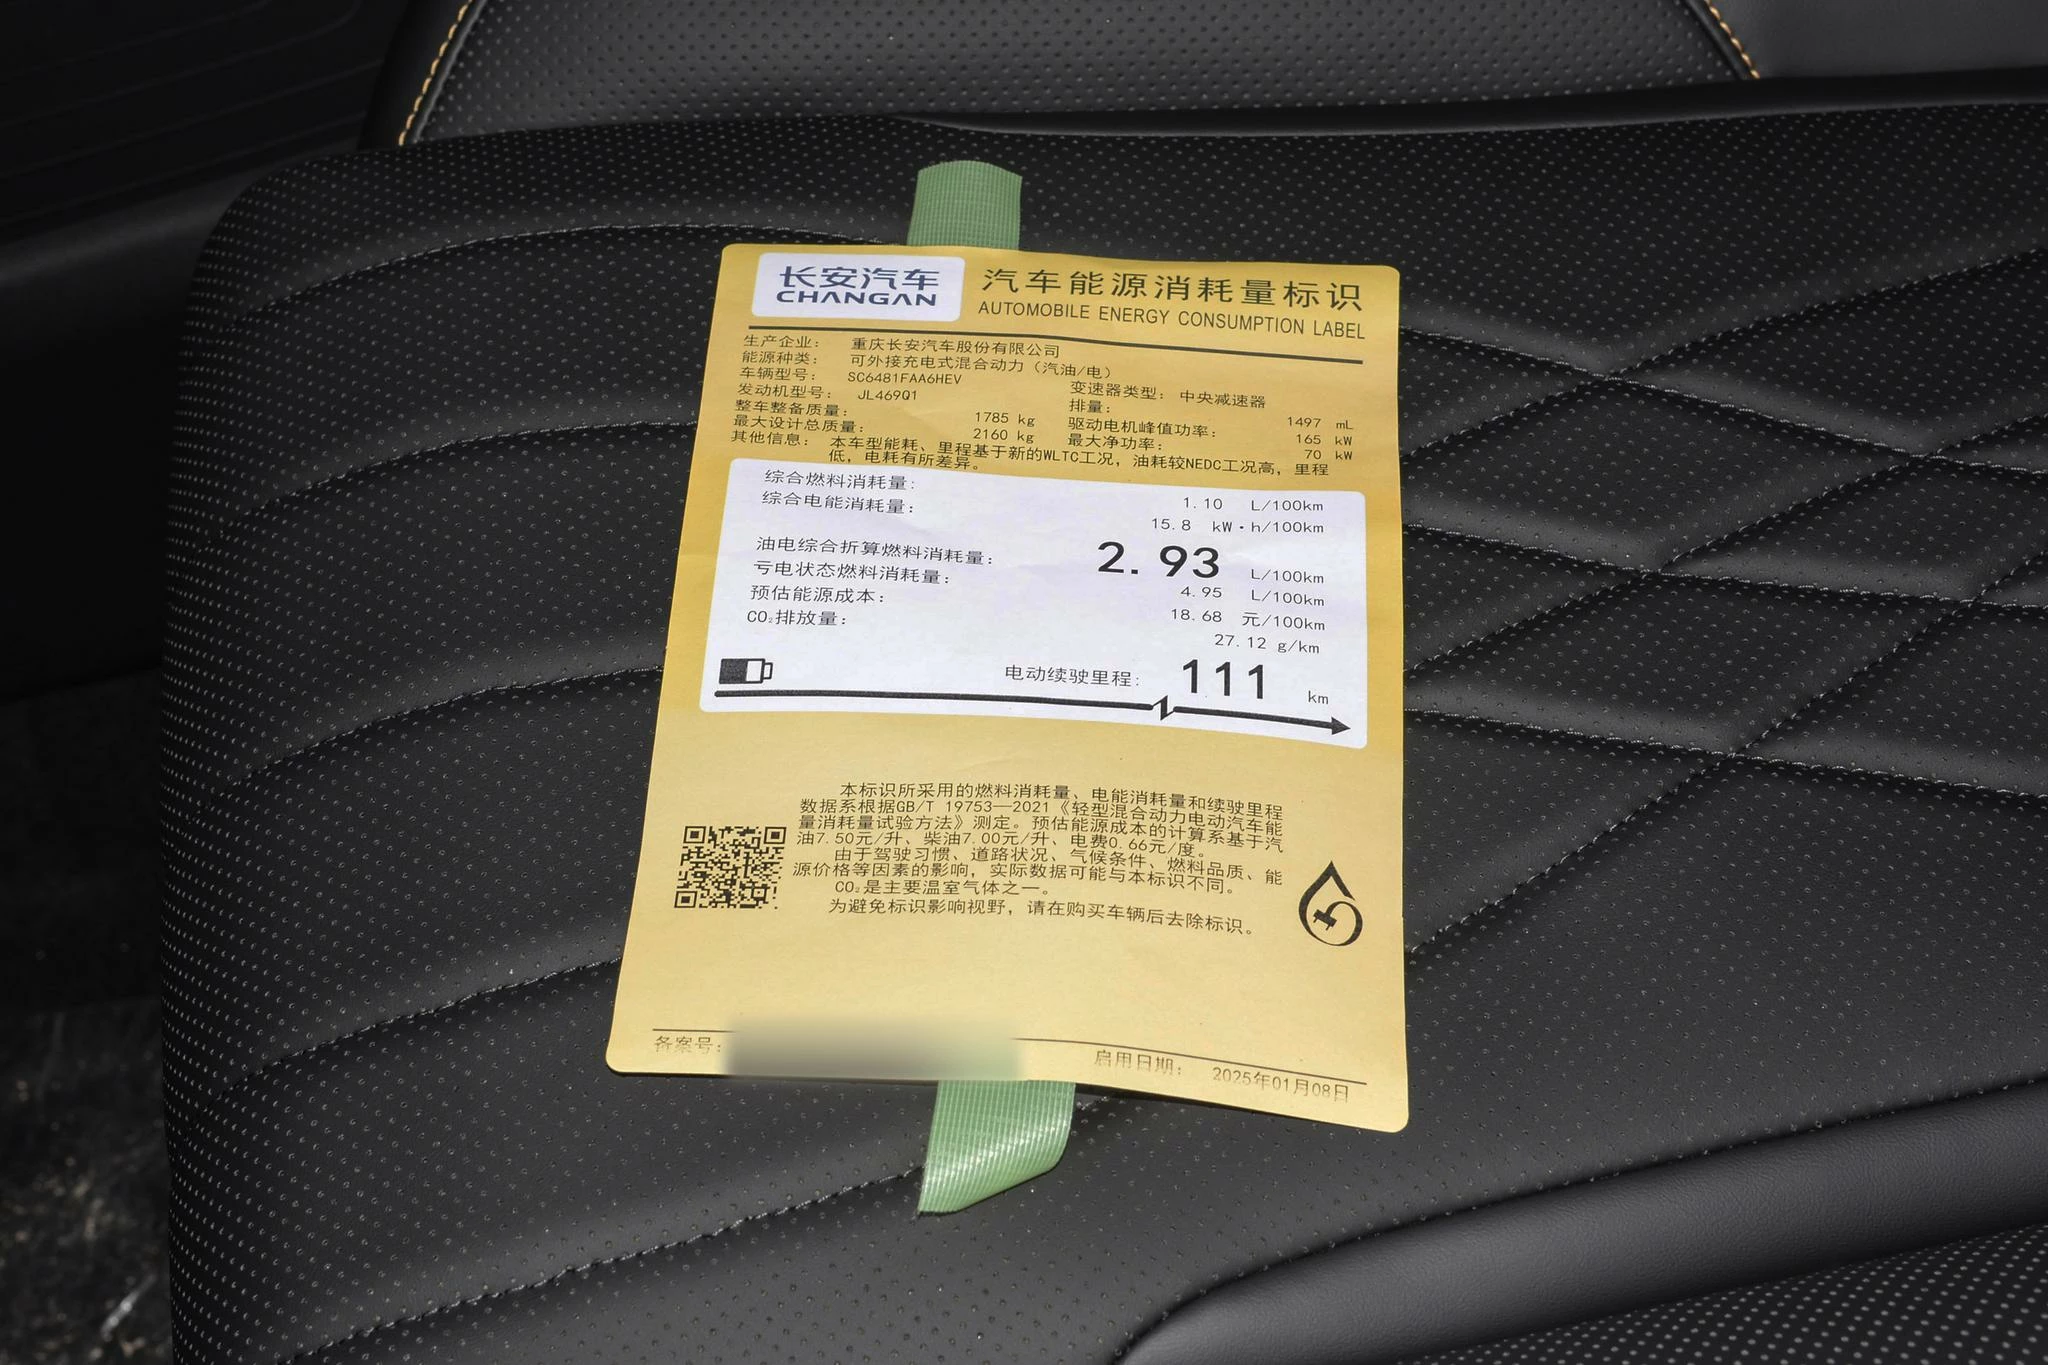 长安汽车
CHANGAN
汽车能源消耗量标识
AUTOMOBILE ENERGY CONSUMPTION LABEL
生产企业： 重庆长安汽车股份有限公司
能源种类： 可外接充电式混合动力（汽油/电）
车辆型号： SC6481FAA6HEV 变速器类型： 中央减速器
发动机型号： JL469Q1 排量： 1497 mL
整车整备质量： 1785 kg 驱动电机峰值功率： 165 kW
最大设计总质量： 2160 kg 最大净功率： 70 kW
其他信息： 本车型能耗、里程基于新的WLTC工况，油耗较NEDC工况高，里程
低，电耗有所差异。
综合燃料消耗量： 1.10 L/100km
综合电能消耗量： 15.8 kW·h/100km
油电综合折算燃料消耗量： 2.93 L/100km
亏电状态燃料消耗量： 4.95 L/100km
预估能源成本： 18.68 元/100km
CO₂排放量： 27.12 g/km
电动续驶里程： 111 km
本标识所采用的燃料消耗量、电能消耗量和续驶里程
数据系根据GB/T 19753—2021《轻型混合动力电动汽车能
量消耗量试验方法》测定。预估能源成本的计算系基于汽
油7.50元/升、柴油7.00元/升、电费0.66元/度。
由于驾驶习惯、道路状况、气候条件、燃料品质、能
源价格等因素的影响，实际数据可能与本标识不同。
CO₂是主要温室气体之一。
为避免标识影响视野，请在购买车辆后去除标识。
备案号： 启用日期： 2025年01月08日